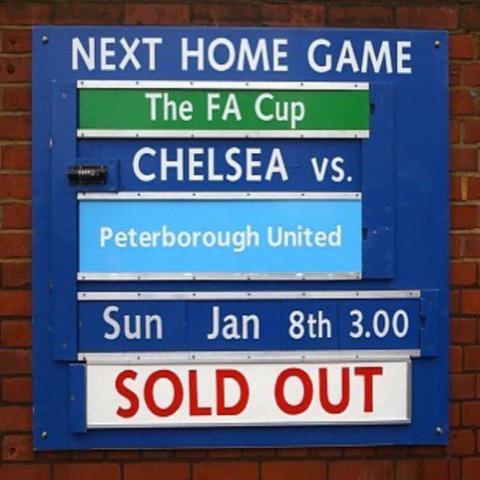 NEXT HOME GAME
The FA Cup
CHELSEA vs.
Peterborough United
Sun Jan 8th 3.00
SOLD OUT